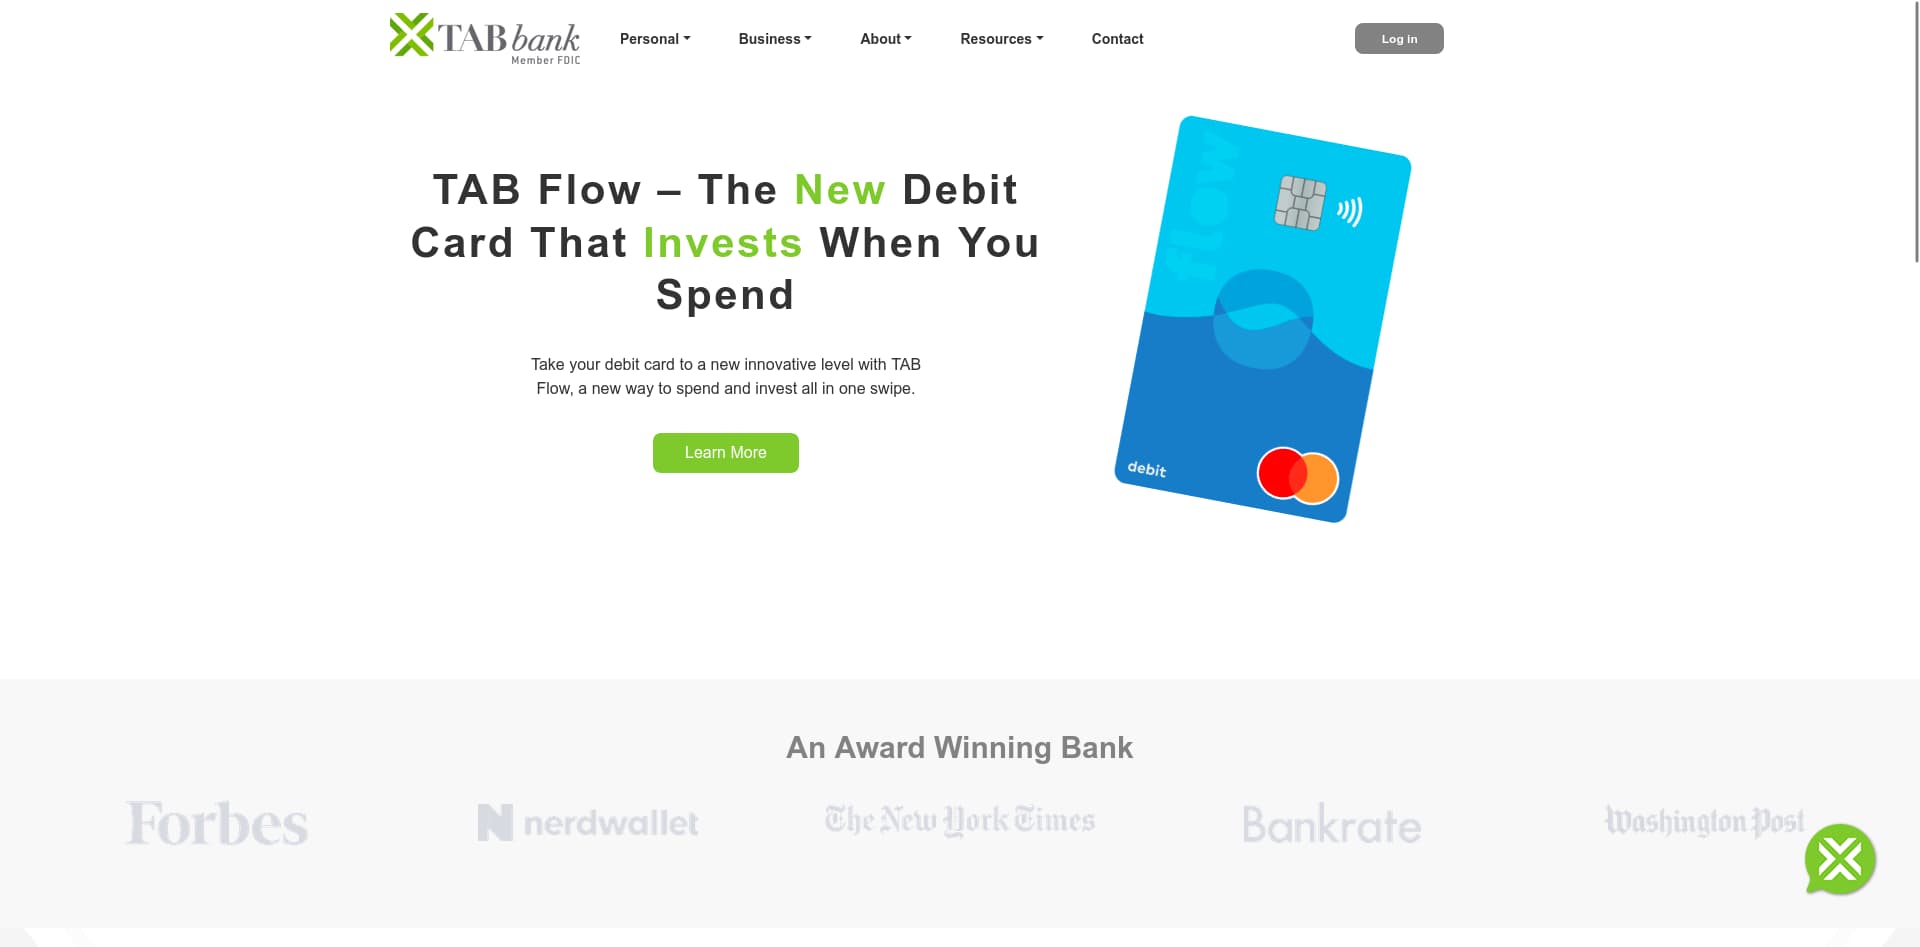 TAB bank
Member FDIC
Personal
Business
About
Resources
Contact
Log in
TAB Flow – The New Debit
Card That Invests When You
Spend
Take your debit card to a new innovative level with TAB
Flow, a new way to spend and invest all in one swipe.
Learn More
flow
debit
An Award Winning Bank
Forbes
nerdwallet
The New York Times
Bankrate
Washington Post